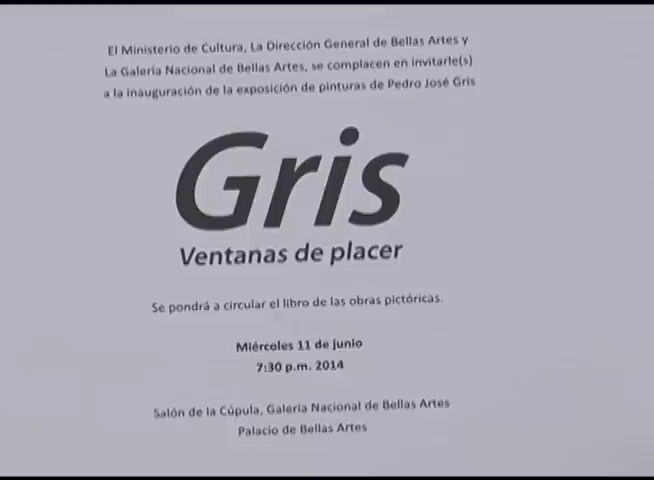 El Ministerio de Cultura, La Dirección General de Bellas Artes y
La Galería Nacional de Bellas Artes, se complacen en invitarle(s)
a la inauguración de la exposición de pinturas de Pedro José Gris
Gris
Ventanas de placer
Se pondrá a circular el libro de las obras pictóricas.
Miércoles 11 de junio
7:30 p.m. 2014
Salón de la Cúpula, Galería Nacional de Bellas Artes
Palacio de Bellas Artes